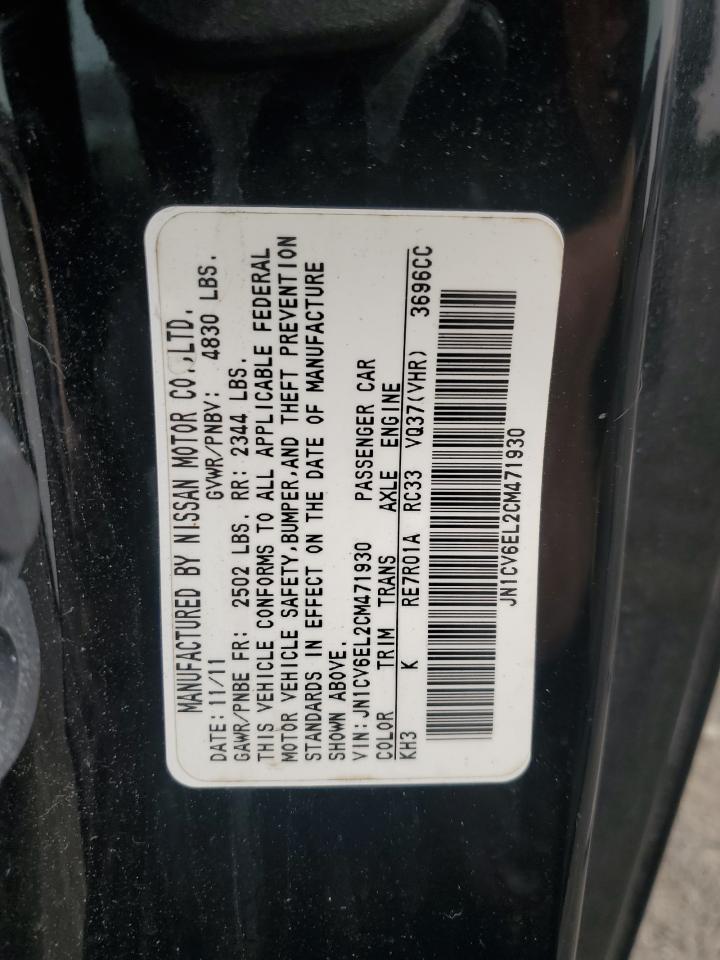 MANUFACTURED BY NISSAN MOTOR CO.,LTD.
DATE: 11/11 GVWR/PNBV: 4830 LBS.
GAWR/PNBE FR: 2502 LBS. RR: 2344 LBS.
THIS VEHICLE CONFORMS TO ALL APPLICABLE FEDERAL
MOTOR VEHICLE SAFETY,BUMPER,AND THEFT PREVENTION
STANDARDS IN EFFECT ON THE DATE OF MANUFACTURE
SHOWN ABOVE.
VIN:JN1CV6EL2CM471930 PASSENGER CAR
COLOR TRIM TRANS AXLE ENGINE
KH3 K RE7R01A RC33 VQ37(VHR) 3696CC
JN1CV6EL2CM471930